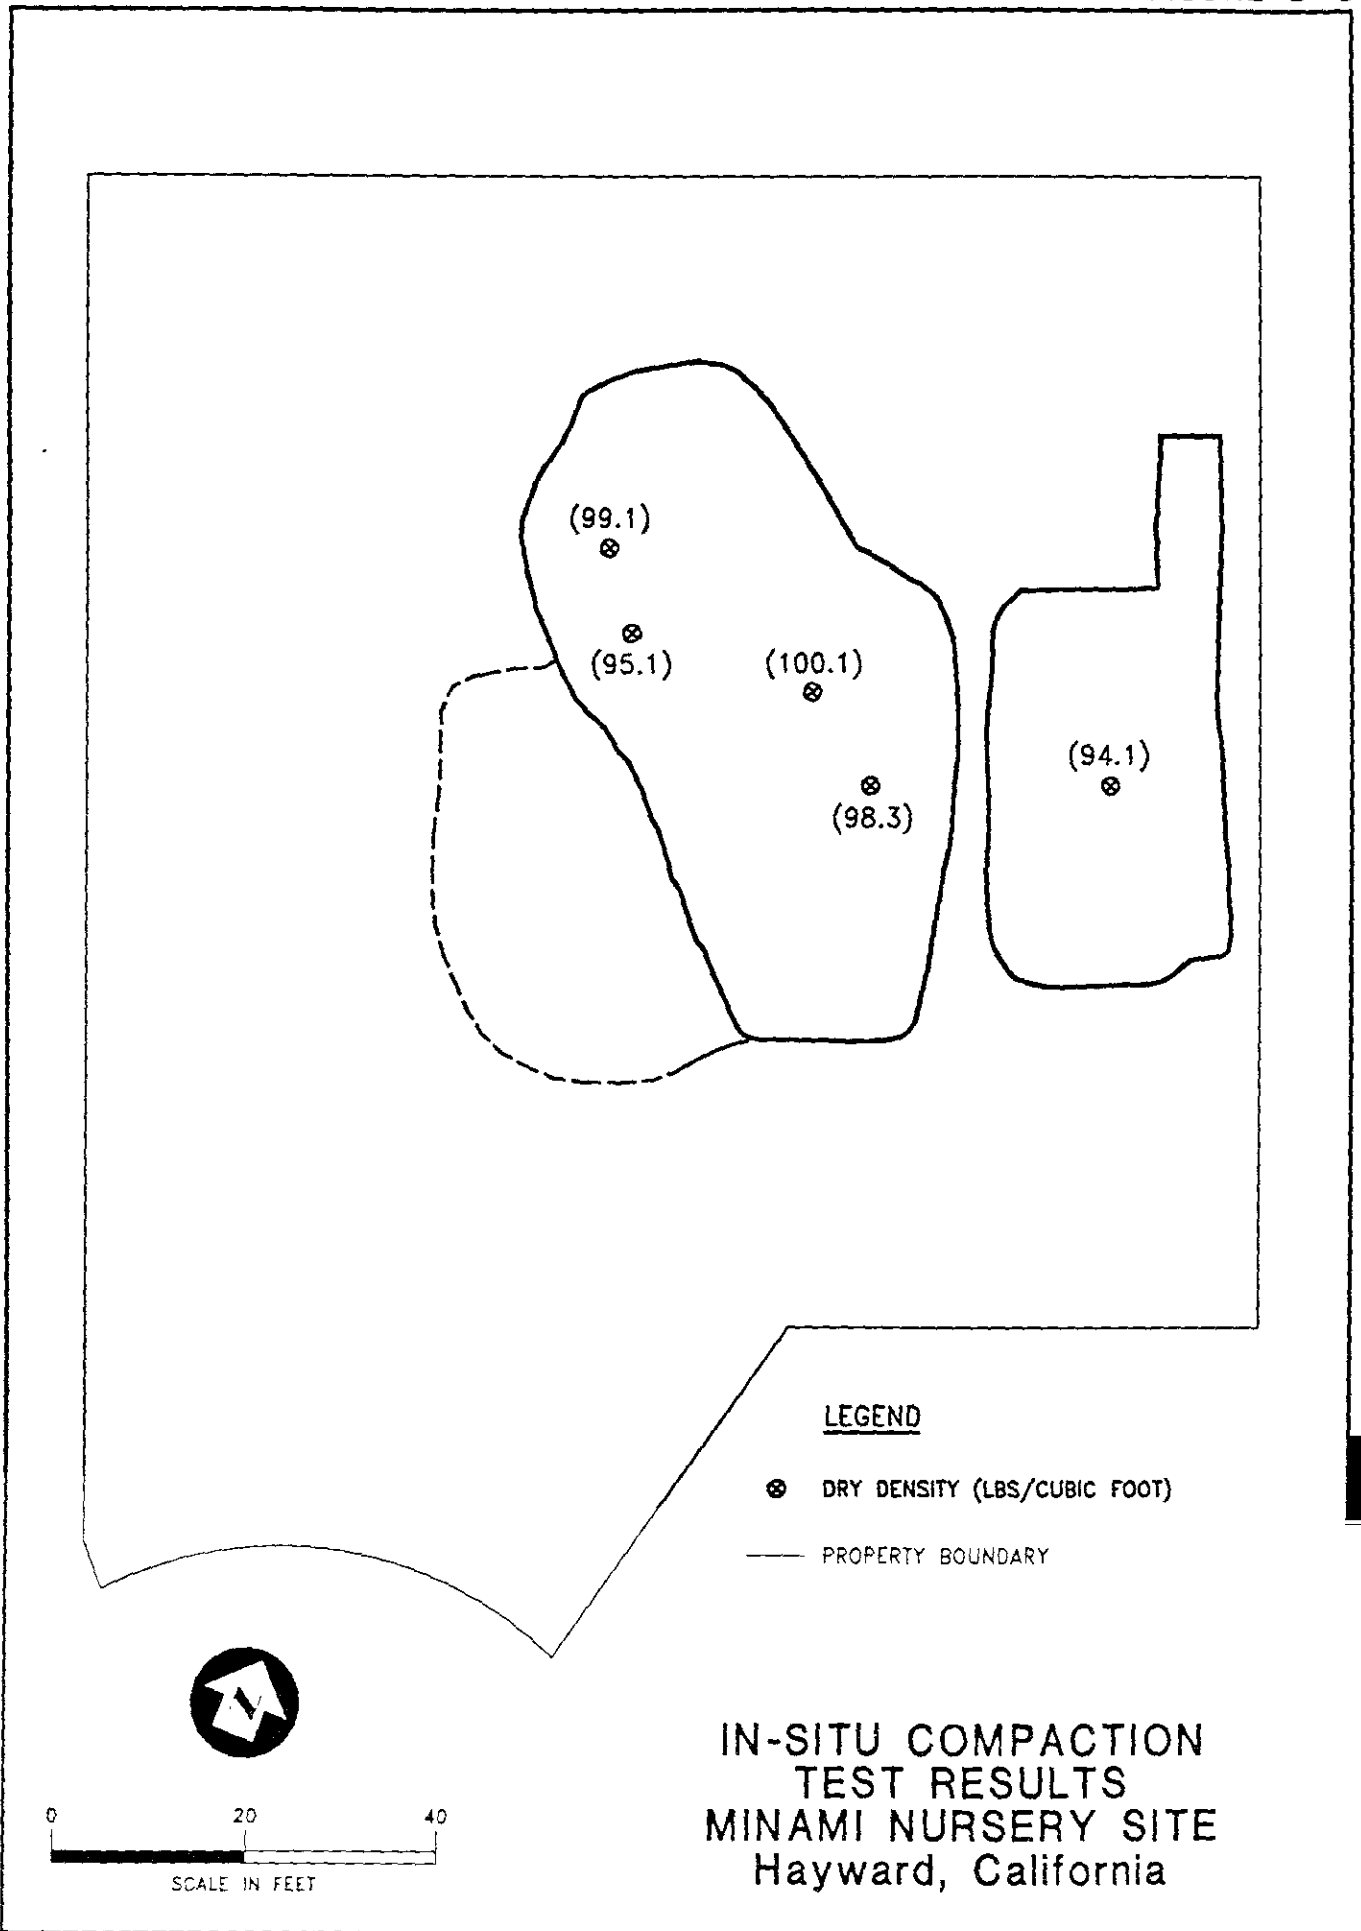 (99.1)
(95.1)
(100.1)
(98.3)
(94.1)
LEGEND
DRY DENSITY (LBS/CUBIC FOOT)
PROPERTY BOUNDARY
0 20 40
SCALE IN FEET
IN-SITU COMPACTION
TEST RESULTS
MINAMI NURSERY SITE
Hayward, California